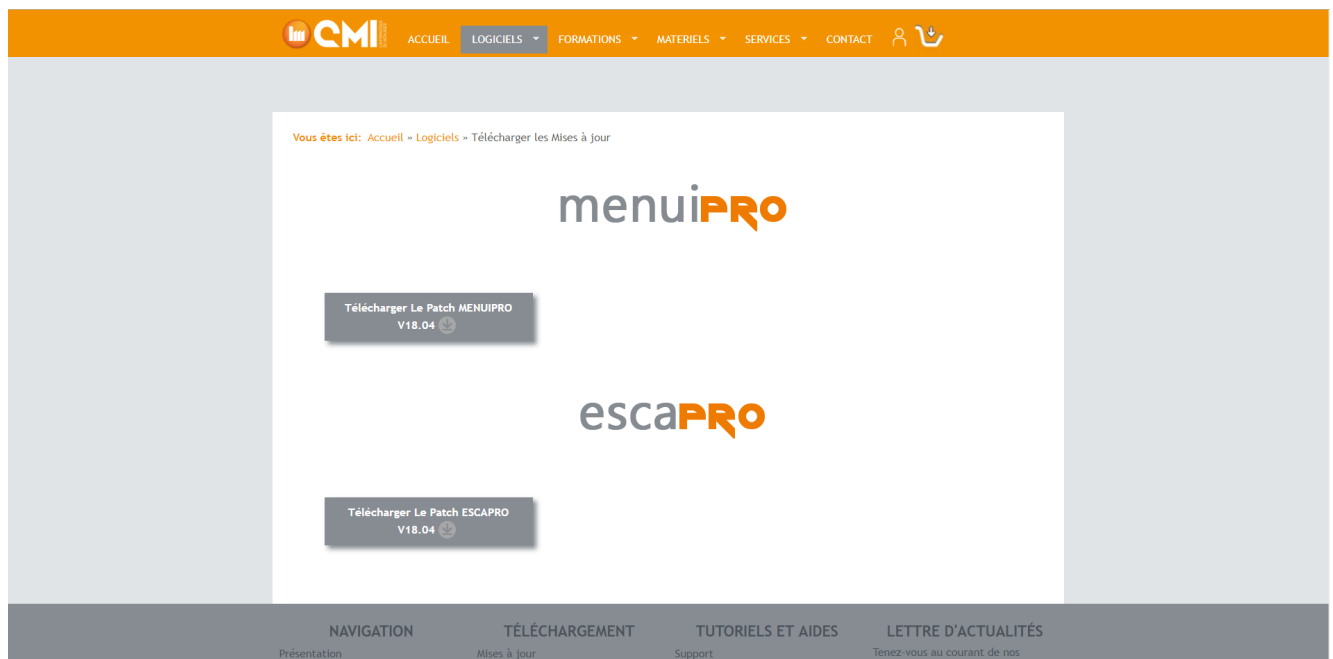 CMI
ACCUEIL LOGICIELS FORMATIONS MATERIELS SERVICES CONTACT
Vous êtes ici: Accueil » Logiciels » Télécharger les Mises à jour
menuiPRO
Télécharger Le Patch MENUIPRO
V18.04
escaPRO
Télécharger Le Patch ESCAPRO
V18.04
NAVIGATION TÉLÉCHARGEMENT TUTORIELS ET AIDES LETTRE D'ACTUALITÉS
Présentation Mises à jour Support Tenez-vous au courant de nos